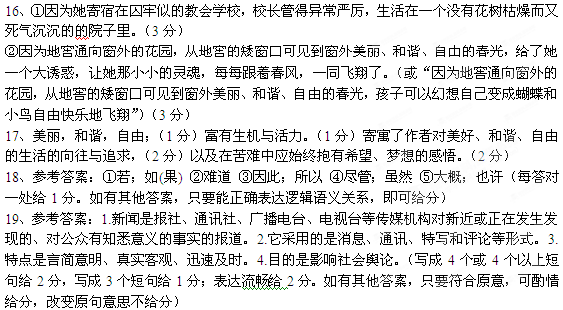 16、①因为她寄宿在囚牢似的教会学校，校长管得异常严厉，生活在一个没有花树枯燥而又
死气沉沉的的院子里。（3 分）
②因为地窖通向窗外的花园，从地窖的矮窗口可见到窗外美丽、和谐、自由的春光，给了她
一个大诱惑，让她那小小的灵魂，每每跟着春风，一同飞翔了。（或“因为地窖通向窗外的
花园，从地窖的矮窗口可见到窗外美丽、和谐、自由的春光，孩子可以幻想自己变成蝴蝶和
小鸟自由快乐地飞翔”）（3 分）
17、美丽，和谐，自由；（1 分）富有生机与活力。（1 分）寄寓了作者对美好、和谐、自由
的生活的向往与追求，（2 分）以及在苦难中应始终抱有希望、梦想的感情。（2 分）
18、参考答案：①若；如(果) ②难道 ③因此；所以 ④尽管；虽然 ⑤大概；也许（每答对
一处给 1 分。如有其他答案，只要能正确表达逻辑语义关系，即可给分）
19、参考答案：1.新闻是报社、通讯社、广播电台、电视台等传媒机构对新近或正在发生发
现的、对公众有知悉意义的事实的报道。2.它采用的是消息、通讯、特写和评论等形式。3.
特点是言简意明、真实客观、迅速及时。4.目的是影响社会舆论。（写成 4 个或 4 个以上短
句给 2 分，写成 3 个短句给 1 分；表达流畅给 2 分。如有其他答案，只要符合原意，可酌情
给分，改变原句意思不给分）